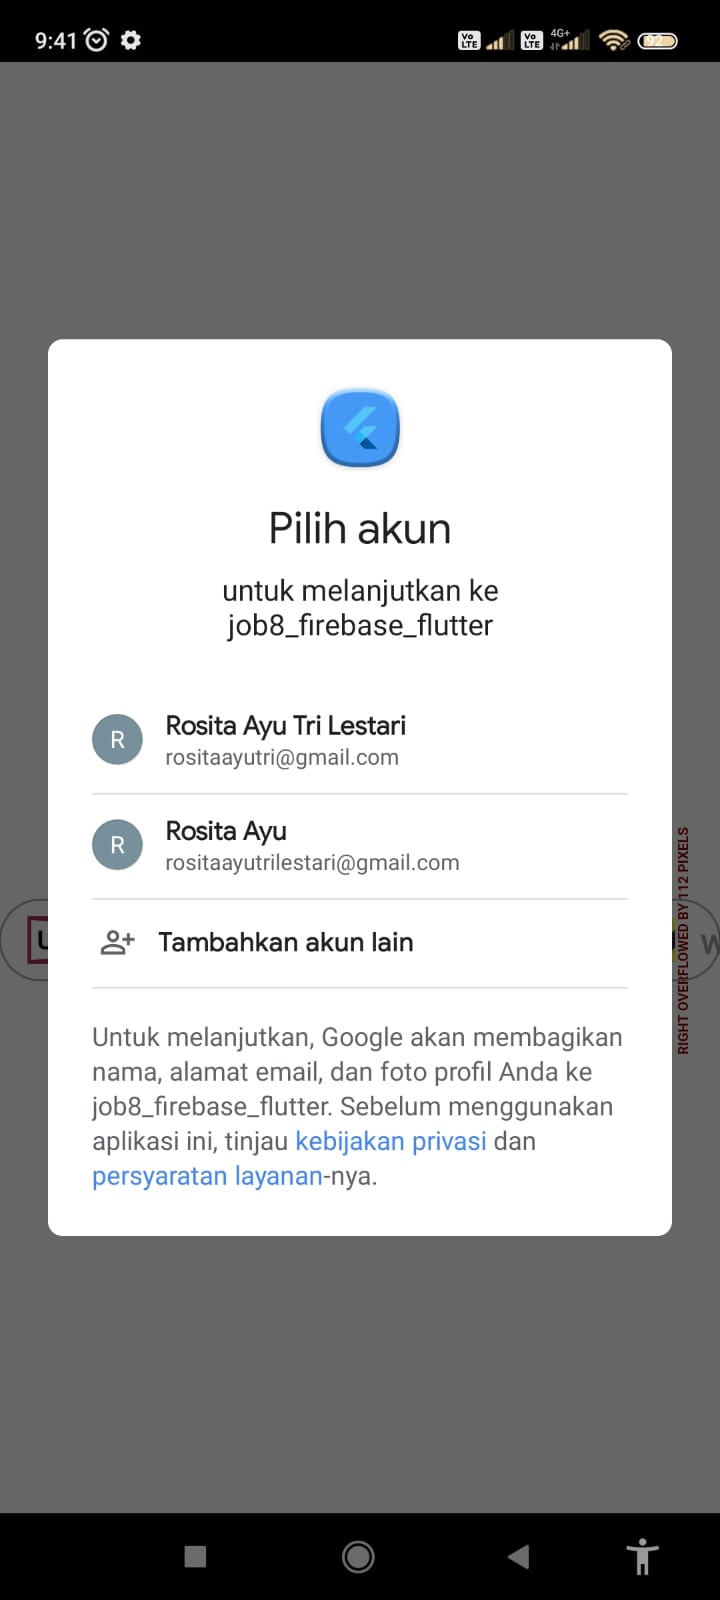 9:41
Vo LTE
Vo LTE
4G+
92
Pilih akun
untuk melanjutkan ke
job8_firebase_flutter
R
Rosita Ayu Tri Lestari
rositaayutri@gmail.com
R
Rosita Ayu
rositaayutrilestari@gmail.com
Tambahkan akun lain
RIGHT OVERFLOWED BY 112 PIXELS
Untuk melanjutkan, Google akan membagikan
nama, alamat email, dan foto profil Anda ke
job8_firebase_flutter. Sebelum menggunakan
aplikasi ini, tinjau kebijakan privasi dan
persyaratan layanan-nya.